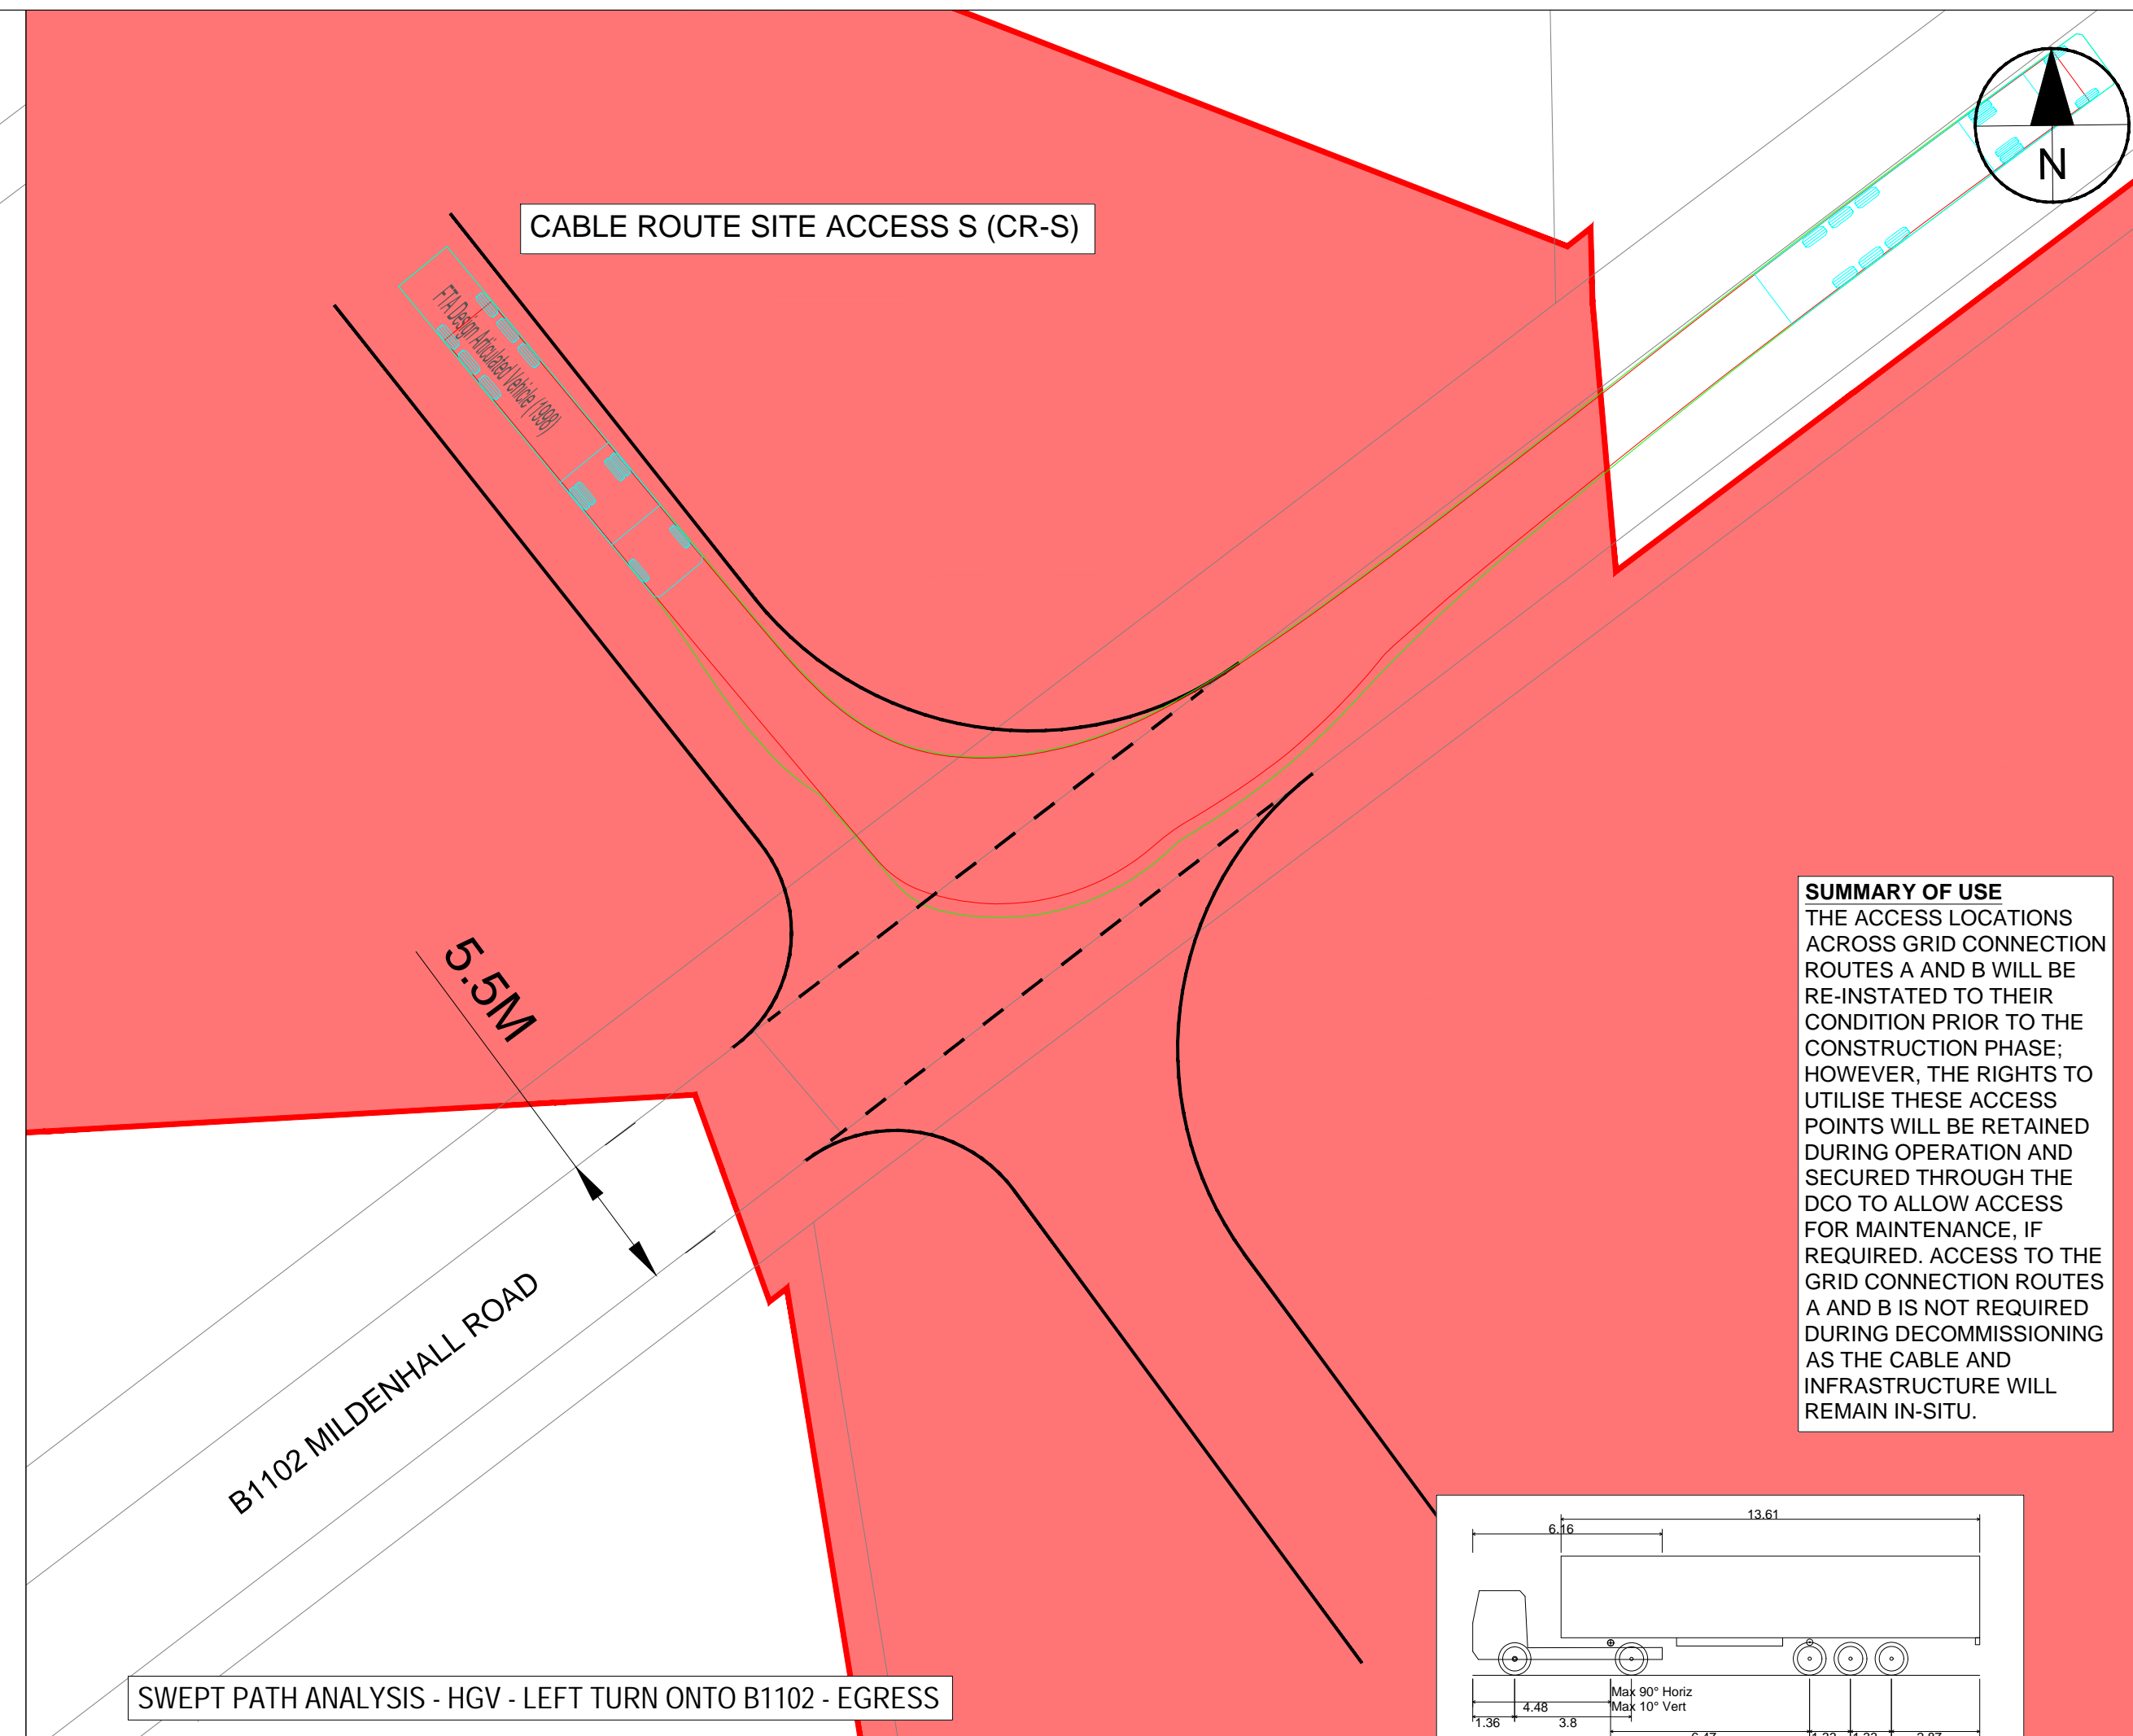 N
CABLE ROUTE SITE ACCESS S (CR-S)
FTA Design Articulated Vehicle (1998)
5.5M
SUMMARY OF USE
THE ACCESS LOCATIONS
ACROSS GRID CONNECTION
ROUTES A AND B WILL BE
RE-INSTATED TO THEIR
CONDITION PRIOR TO THE
CONSTRUCTION PHASE;
HOWEVER, THE RIGHTS TO
UTILISE THESE ACCESS
POINTS WILL BE RETAINED
DURING OPERATION AND
SECURED THROUGH THE
DCO TO ALLOW ACCESS
FOR MAINTENANCE, IF
REQUIRED. ACCESS TO THE
GRID CONNECTION ROUTES
A AND B IS NOT REQUIRED
DURING DECOMMISSIONING
AS THE CABLE AND
INFRASTRUCTURE WILL
REMAIN IN-SITU.
B1102 MILDENHALL ROAD
13.61
6.16
Max 90° Horiz
Max 10° Vert
4.48
1.36
3.8
SWEPT PATH ANALYSIS - HGV - LEFT TURN ONTO B1102 - EGRESS